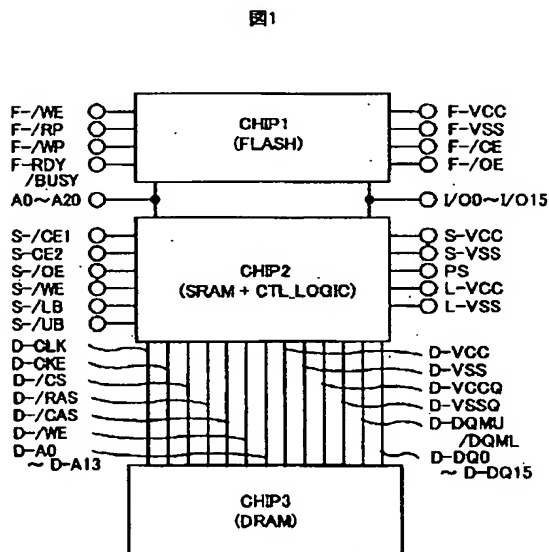 図1
CHIP1
(FLASH)
F-/WE
F-/RP
F-/WP
F-RDY
/BUSY
A0～A20
F-VCC
F-VSS
F-/CE
F-/OE
I/O0～I/O15
S-/CE1
S-CE2
S-/OE
S-/WE
S-/LB
S-/UB
CHIP2
(SRAM + CTL_LOGIC)
S-VCC
S-VSS
PS
L-VCC
L-VSS
D-CLK
D-CKE
D-/CS
D-/RAS
D-/CAS
D-/WE
D-A0
～ D-A13
D-VCC
D-VSS
D-VCCQ
D-VSSQ
D-DQMU
/DQML
D-DQ0
～ D-DQ15
CHIP3
(DRAM)